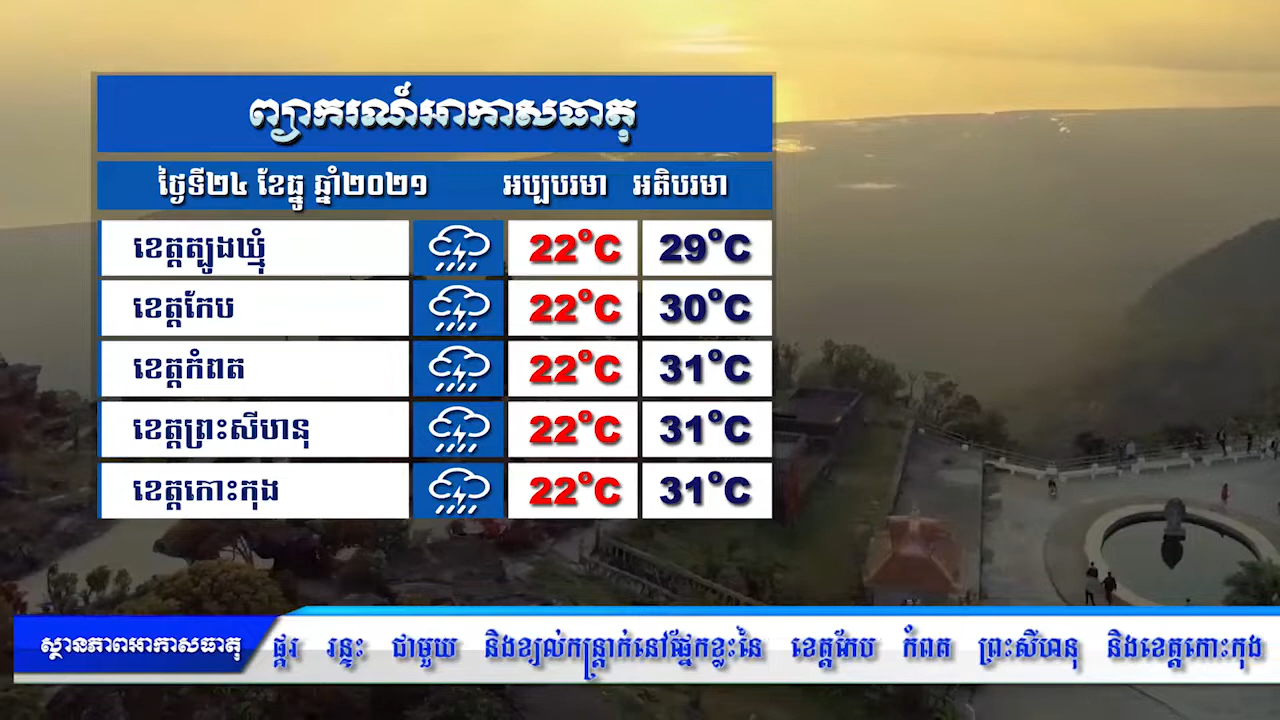 ព្យាករណ៍អាកាសធាតុ
ថ្ងៃទី២៤ ខែធ្នូ ឆ្នាំ២០២១ អប្បបរមា អតិបរមា
ខេត្តត្បូងឃ្មុំ 22°C 29°C
ខេត្តកែប 22°C 30°C
ខេត្តកំពត 22°C 31°C
ខេត្តព្រះសីហនុ 22°C 31°C
ខេត្តកោះកុង 22°C 31°C
ស្ថានភាពអាកាសធាតុ ផ្គរ រន្ទះ ជាមួយ និងខ្យល់កន្ត្រាក់នៅផ្នែកខ្លះនៃ ខេត្តកែប កំពត ព្រះសីហនុ និងខេត្តកោះកុង